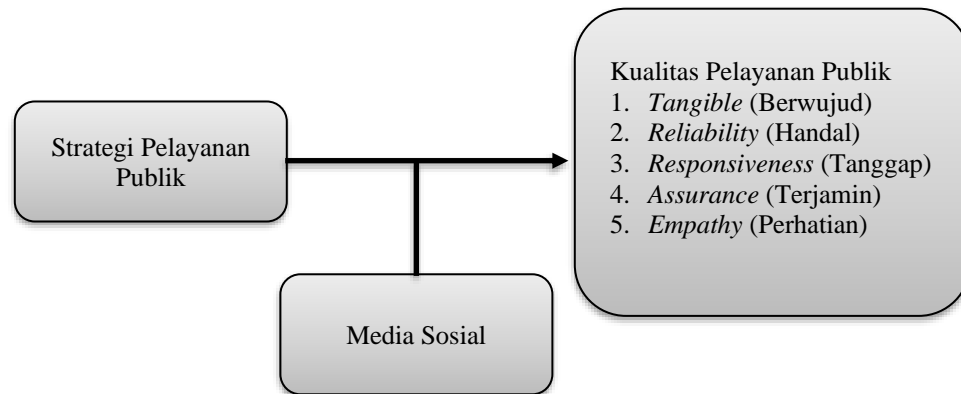 Strategi Pelayanan
Publik
Media Sosial
Kualitas Pelayanan Publik
1. Tangible (Berwujud)
2. Reliability (Handal)
3. Responsiveness (Tanggap)
4. Assurance (Terjamin)
5. Empathy (Perhatian)